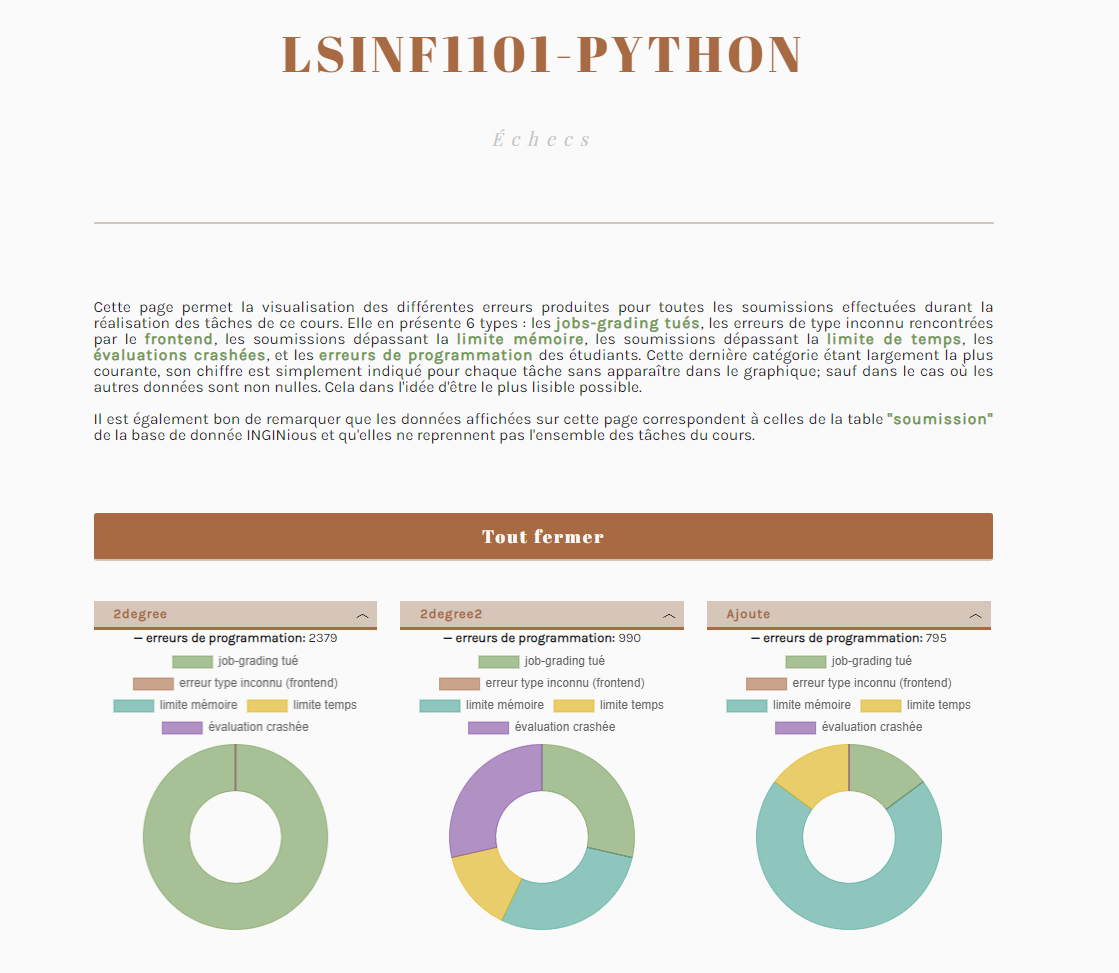 LSINF1101-PYTHON
Échecs
Cette page permet la visualisation des différentes erreurs produites pour toutes les soumissions effectuées durant la
réalisation des tâches de ce cours. Elle en présente 6 types : les jobs-grading tués, les erreurs de type inconnu rencontrées
par le frontend, les soumissions dépassant la limite mémoire, les soumissions dépassant la limite de temps, les
évaluations crashées, et les erreurs de programmation des étudiants. Cette dernière catégorie étant largement la plus
courante, son chiffre est simplement indiqué pour chaque tâche sans apparaître dans le graphique; sauf dans le cas où les
autres données sont non nulles. Cela dans l'idée d'être le plus lisible possible.
Il est également bon de remarquer que les données affichées sur cette page correspondent à celles de la table "soumission"
de la base de donnée INGINious et qu'elles ne reprennent pas l'ensemble des tâches du cours.
Tout fermer
2degree
— erreurs de programmation: 2379
job-grading tué
erreur type inconnu (frontend)
limite mémoire limite temps
évaluation crashée
2degree2
— erreurs de programmation: 990
job-grading tué
erreur type inconnu (frontend)
limite mémoire limite temps
évaluation crashée
Ajoute
— erreurs de programmation: 795
job-grading tué
erreur type inconnu (frontend)
limite mémoire limite temps
évaluation crashée